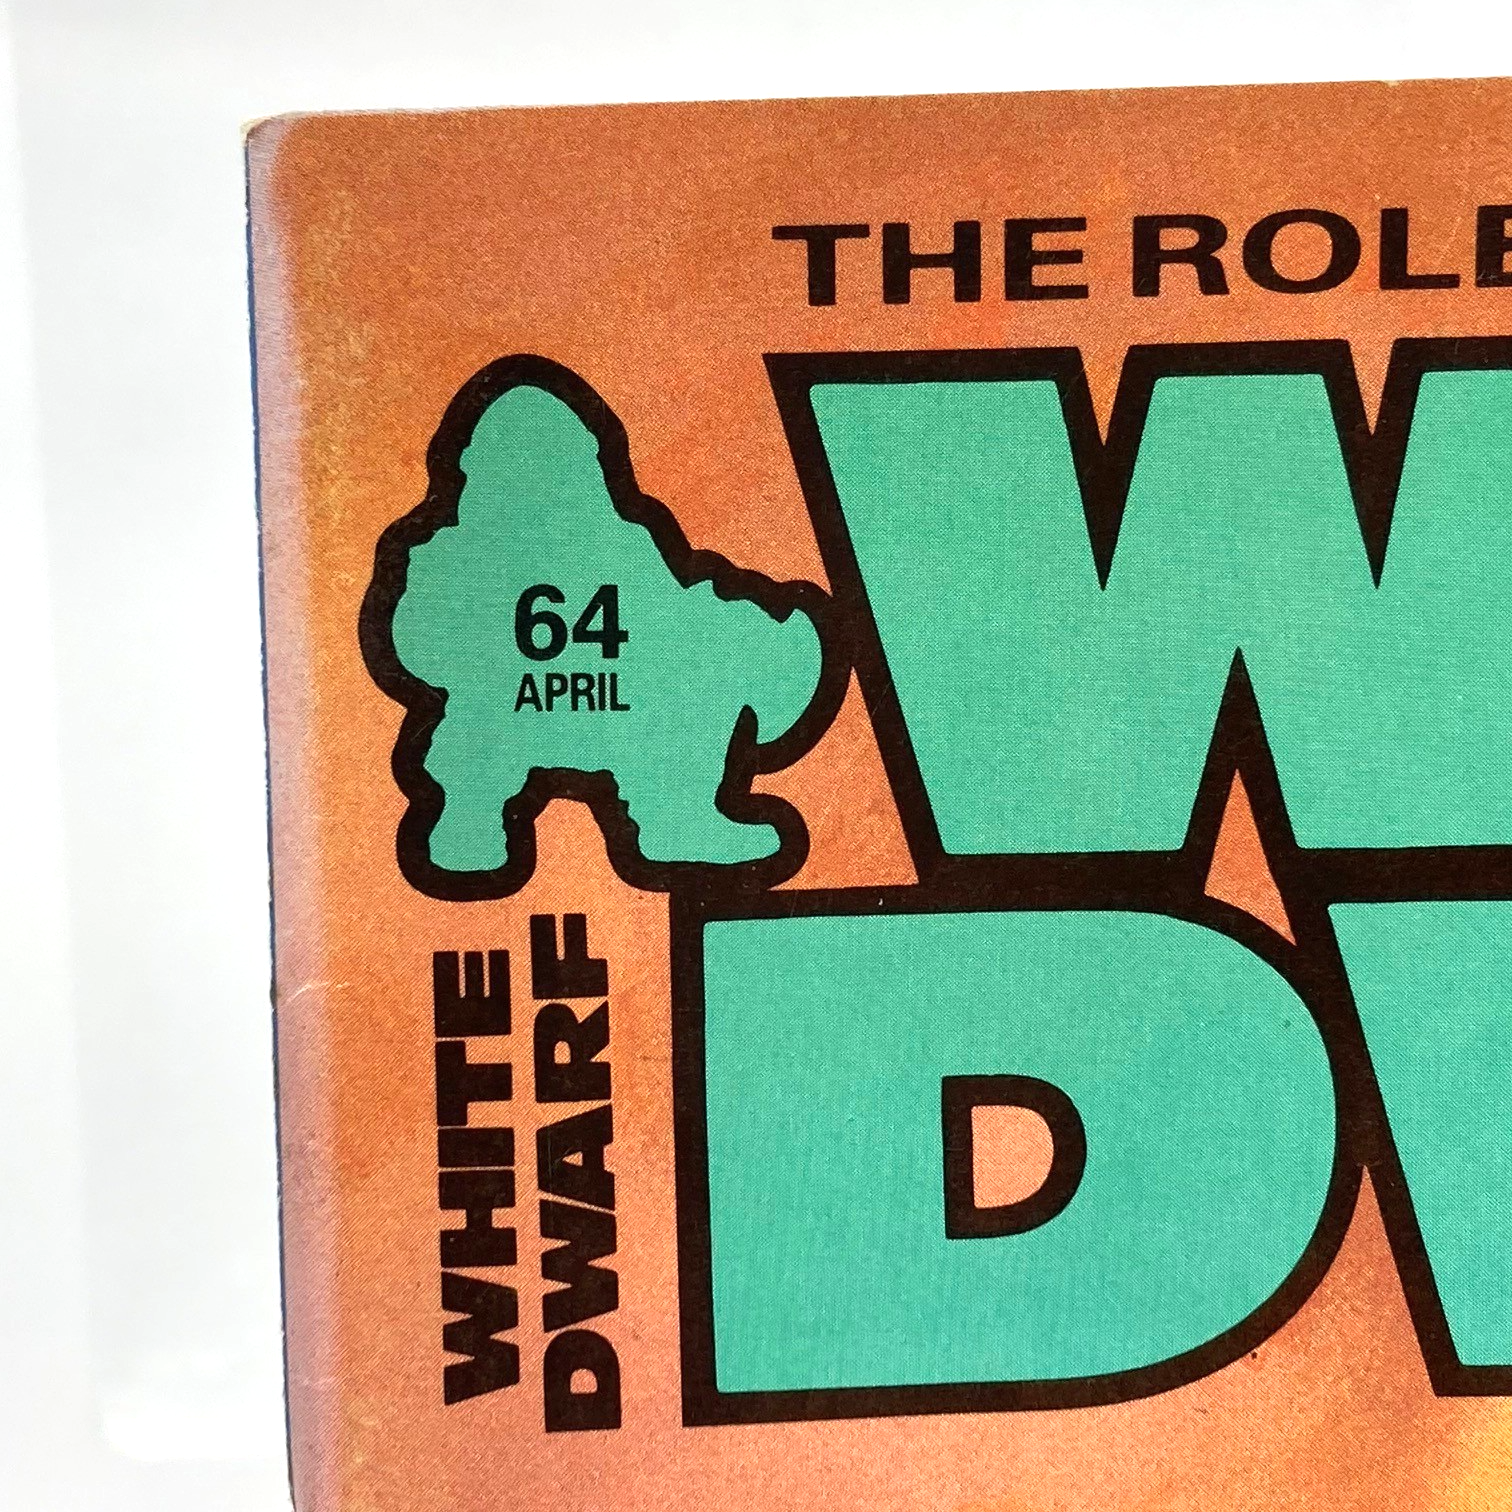 THE ROLE
64
APRIL
W
D
WHITE
DWARF